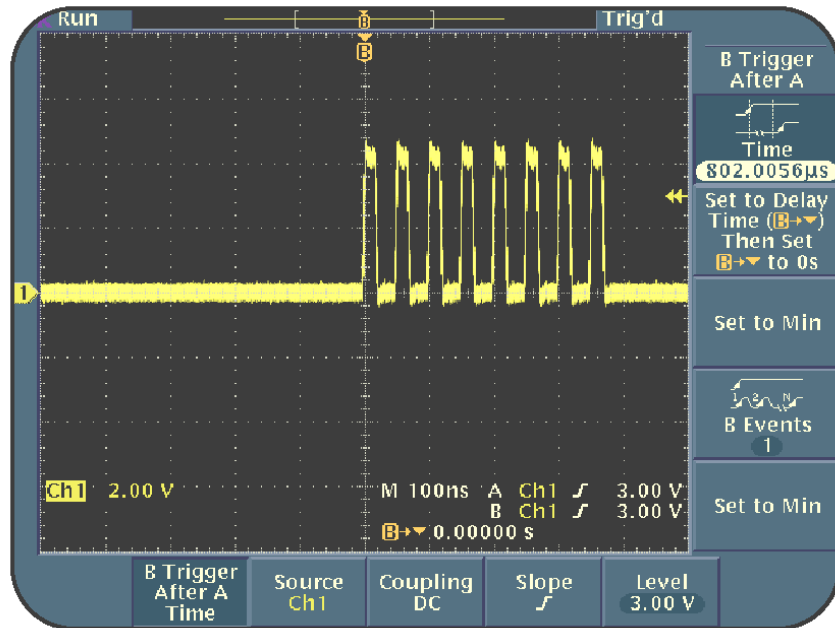 Run
B
Trig'd
B
B Trigger
After A
Time
802.0056µs
Set to Delay
Time (B→▼)
Then Set
B→▼ to 0s
1
Set to Min
1 2 N
B Events
1
Ch1 2.00 V
M 100ns A Ch1 3.00 V
B Ch1 3.00 V
B→▼ 0.00000 s
Set to Min
B Trigger
After A
Time
Source
Ch1
Coupling
DC
Slope
Level
3.00 V